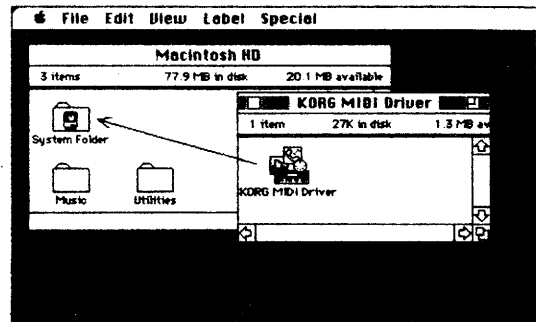 File Edit View Label Special
Macintosh HD
3 items 77.9 MB in disk 20.1 MB available
KORG MIDI Driver
1 item 27K in disk 1.3 MB av
System Folder
KORG MIDI Driver
Music Utilities